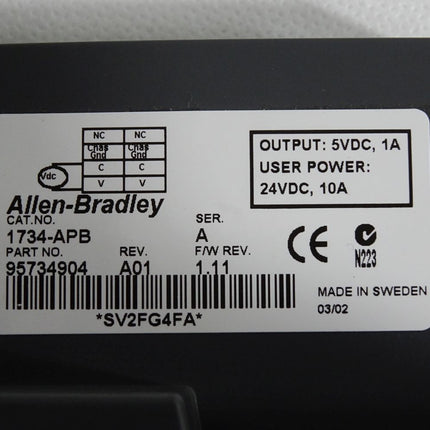 NC NC
Chas Gnd Chas Gnd
Vdc C C
V V
OUTPUT: 5VDC, 1A
USER POWER:
24VDC, 10A
Allen-Bradley
CAT.NO. SER.
1734-APB A
PART NO. REV. F/W REV.
95734904 A01 1.11
CE N223
MADE IN SWEDEN
03/02
*SV2FG4FA*